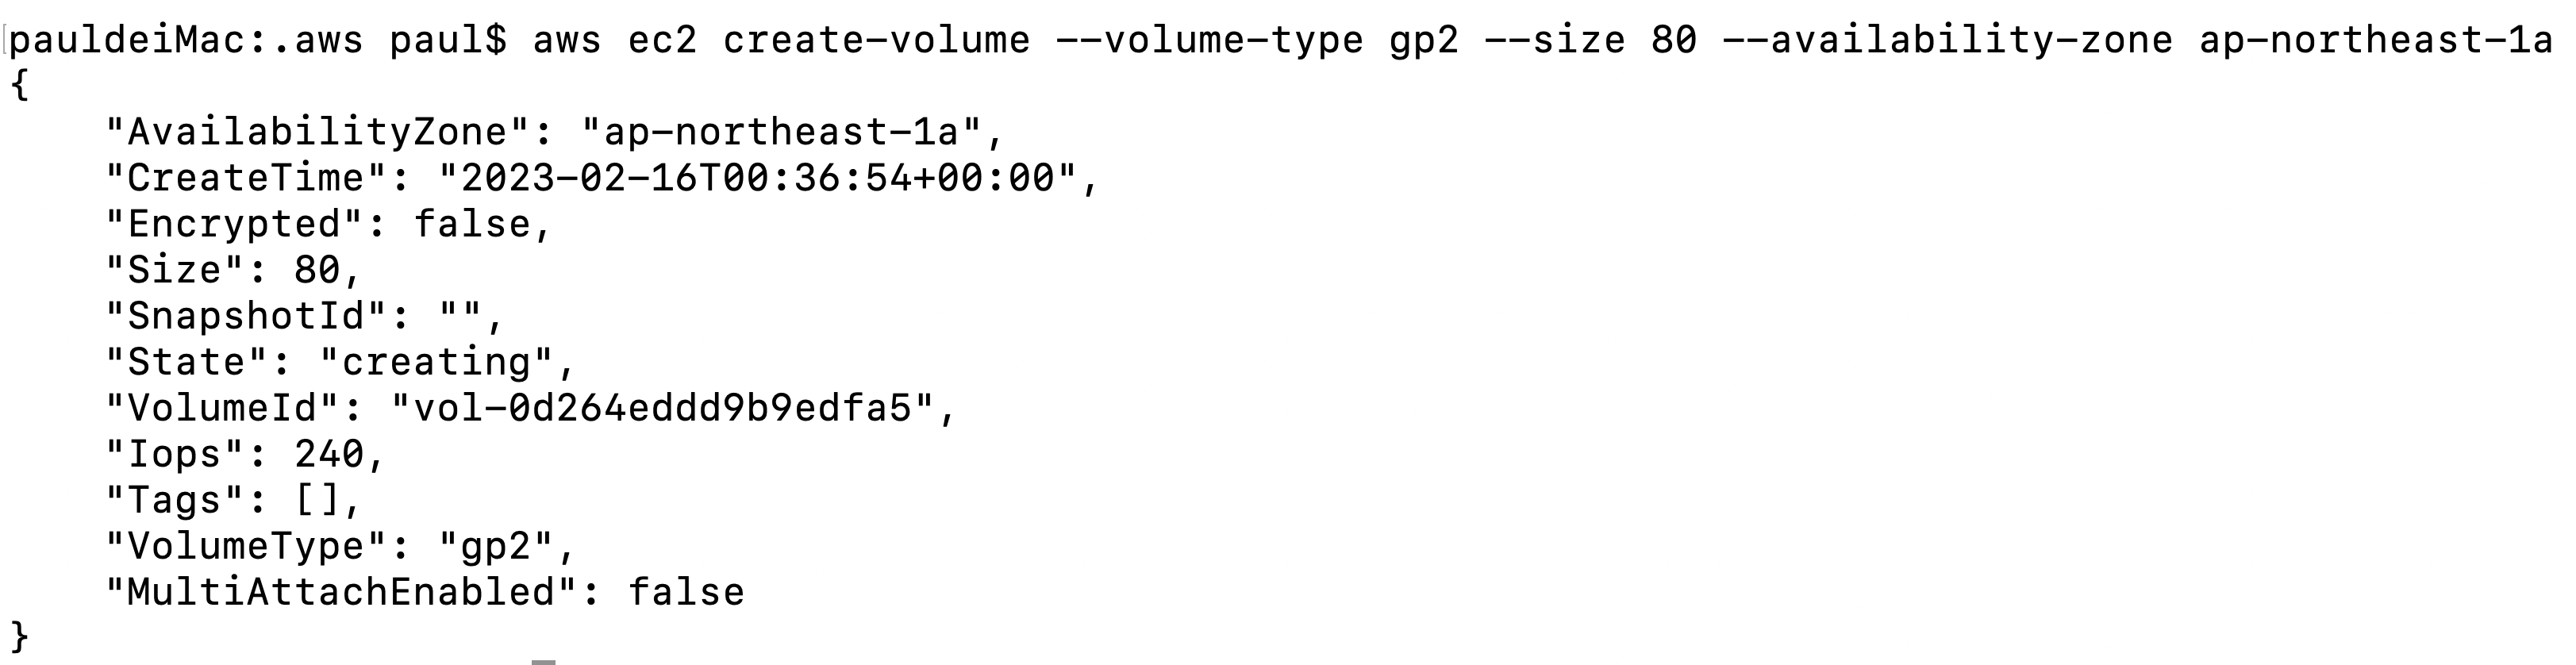 pauldeiMac:.aws paul$ aws ec2 create-volume --volume-type gp2 --size 80 --availability-zone ap-northeast-1a
{
    "AvailabilityZone": "ap-northeast-1a",
    "CreateTime": "2023-02-16T00:36:54+00:00",
    "Encrypted": false,
    "Size": 80,
    "SnapshotId": "",
    "State": "creating",
    "VolumeId": "vol-0d264eddd9b9edfa5",
    "Iops": 240,
    "Tags": [],
    "VolumeType": "gp2",
    "MultiAttachEnabled": false
}